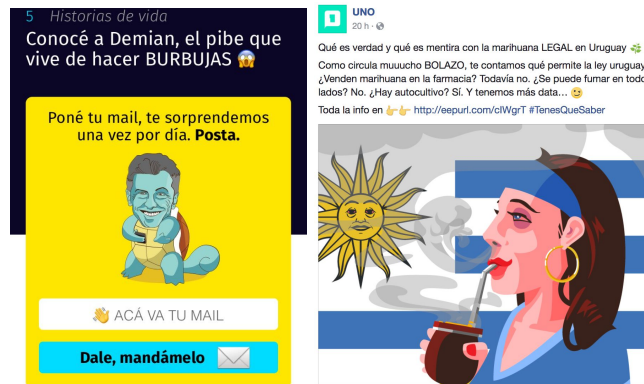 5 Historias de vida
Conocé a Demian, el pibe que
vive de hacer BURBUJAS 😱
Poné tu mail, te sorprendemos
una vez por día. Posta.
👋 ACÁ VA TU MAIL
Dale, mandámelo ✉️
UNO
20 h ·
Qué es verdad y qué es mentira con la marihuana LEGAL en Uruguay
Como circula muuucho BOLAZO, te contamos qué permite la ley uruguay
¿Venden marihuana en la farmacia? Todavía no. ¿Se puede fumar en todo
lados? No. ¿Hay autocultivo? Sí. Y tenemos más data... 😉
Toda la info en 👉👉 http://eepurl.com/cIWgrT #TenesQueSaber